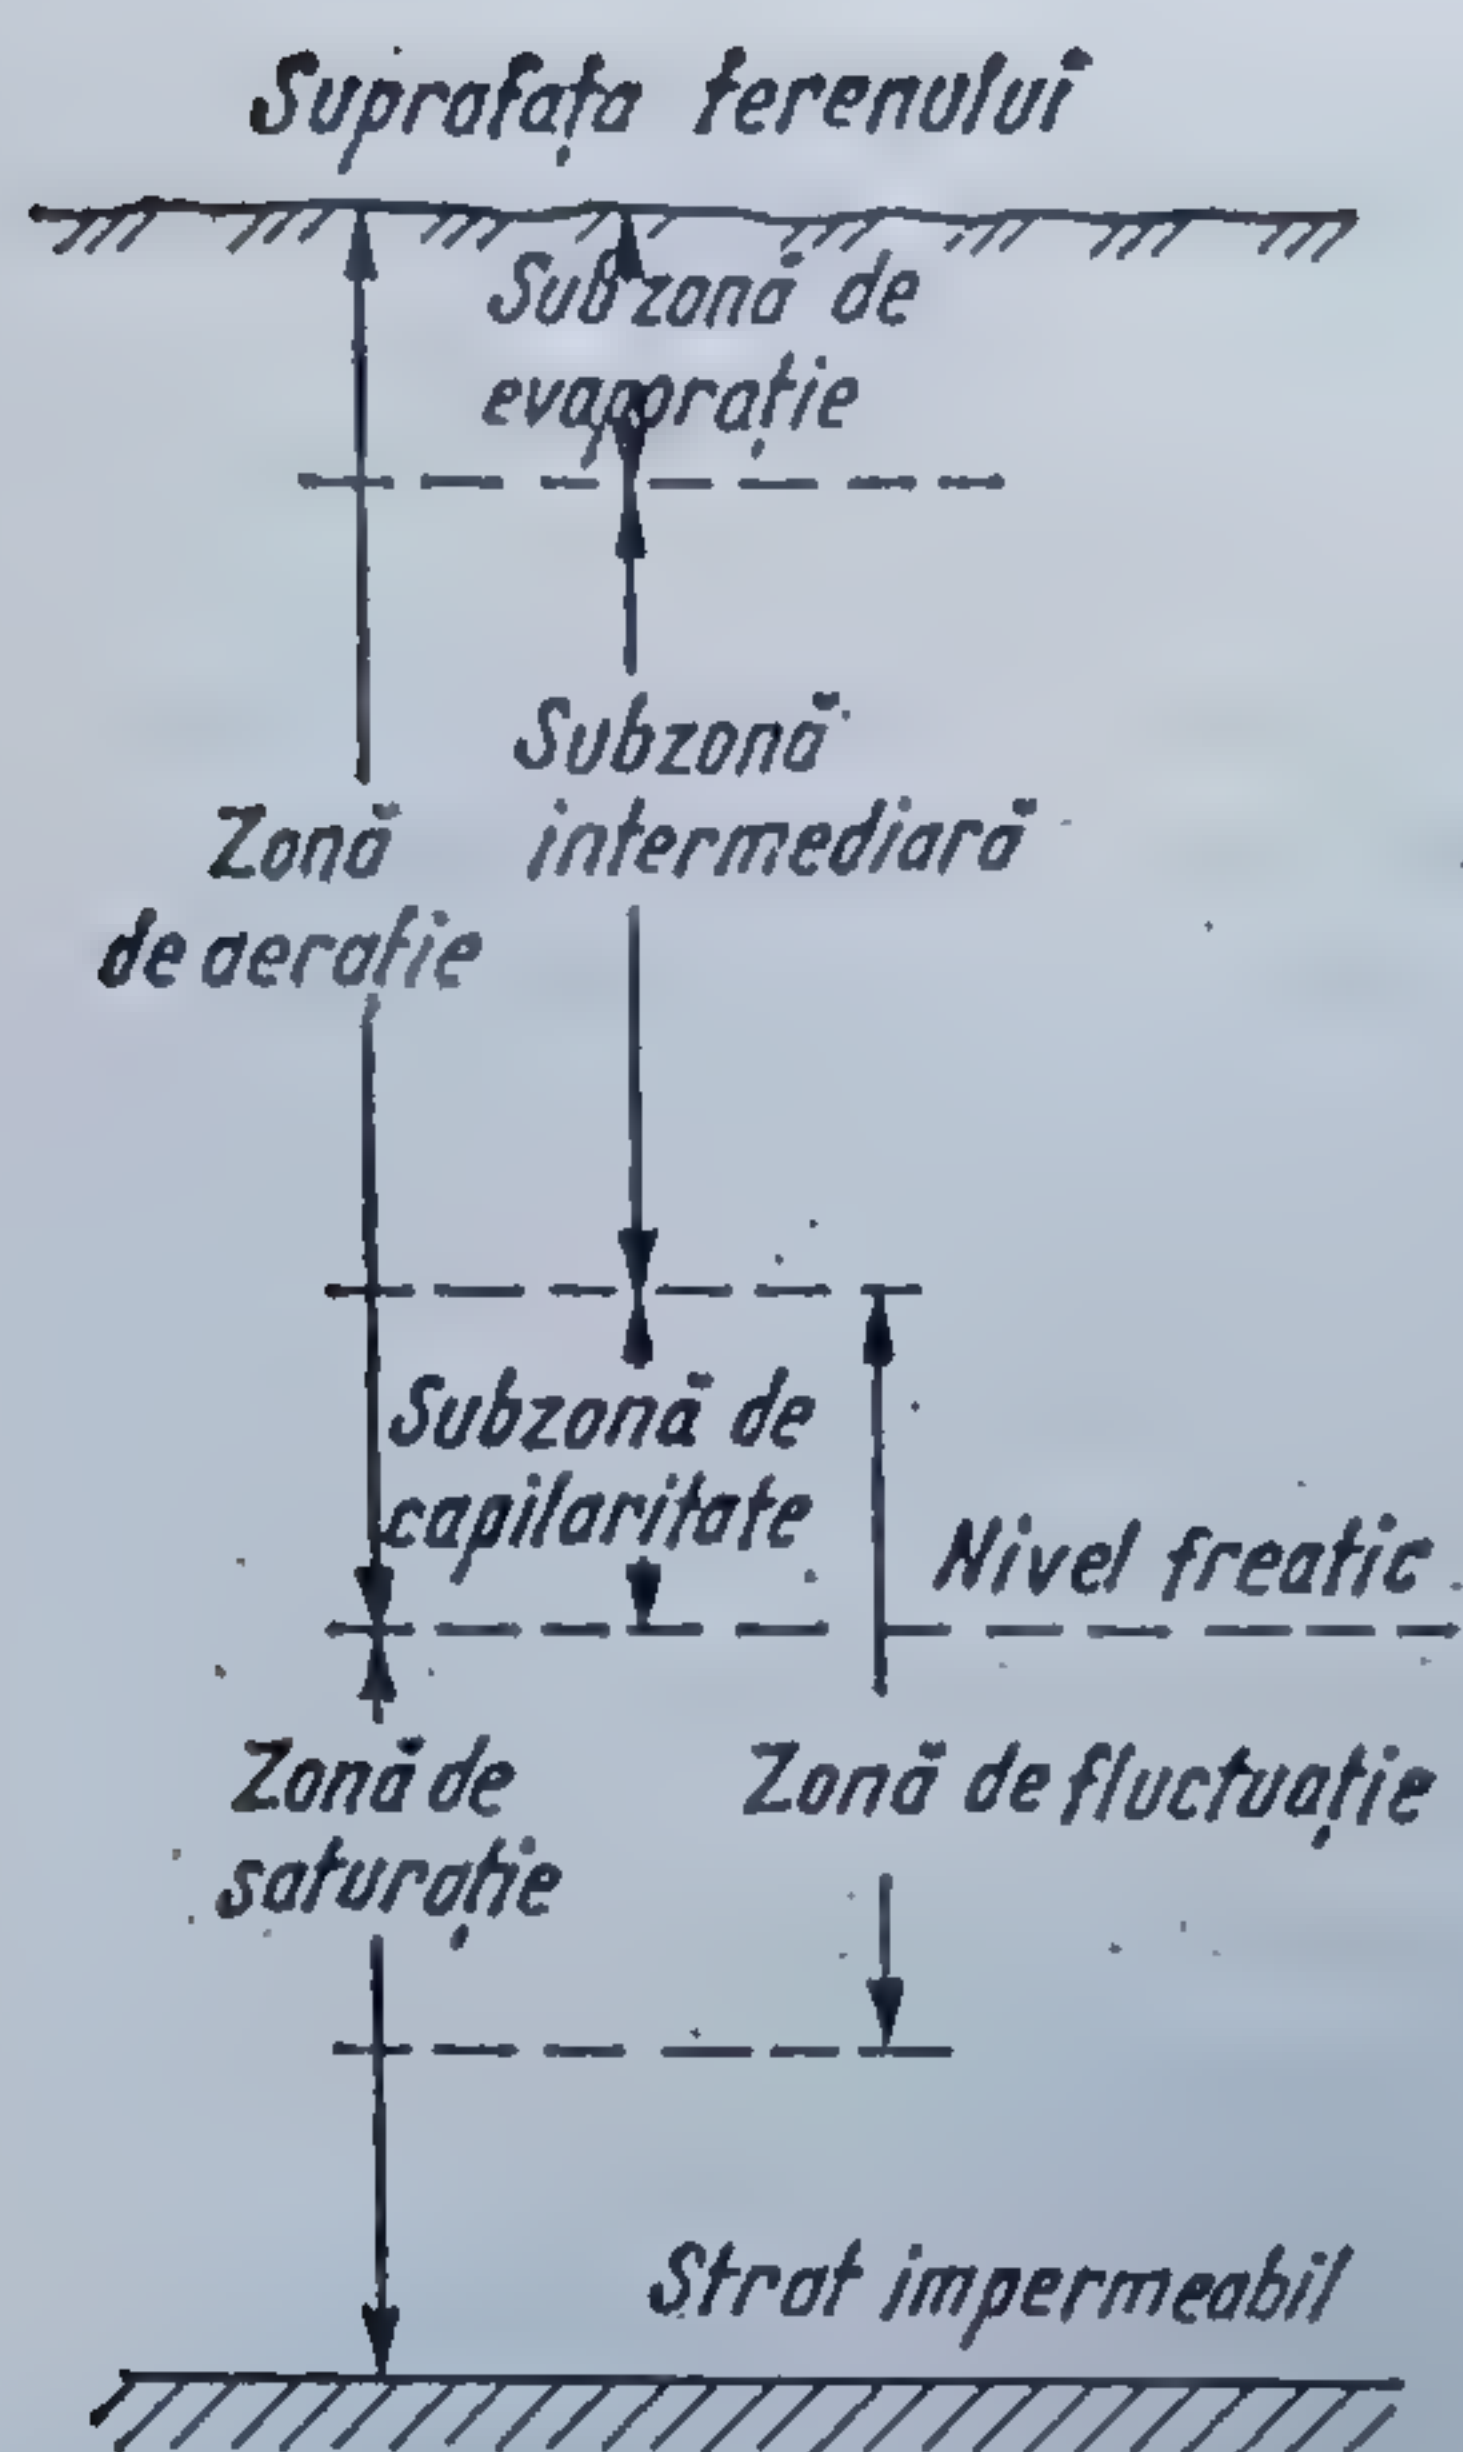 Suprafața terenului
Subzonă de
evaporație
Subzonă
intermediară
Zonă
de aeratie
Subzonă de
capilaritate
Nivel freatic
Zonă de
saturație
Zonă de fluctuație
Strat impermeabil